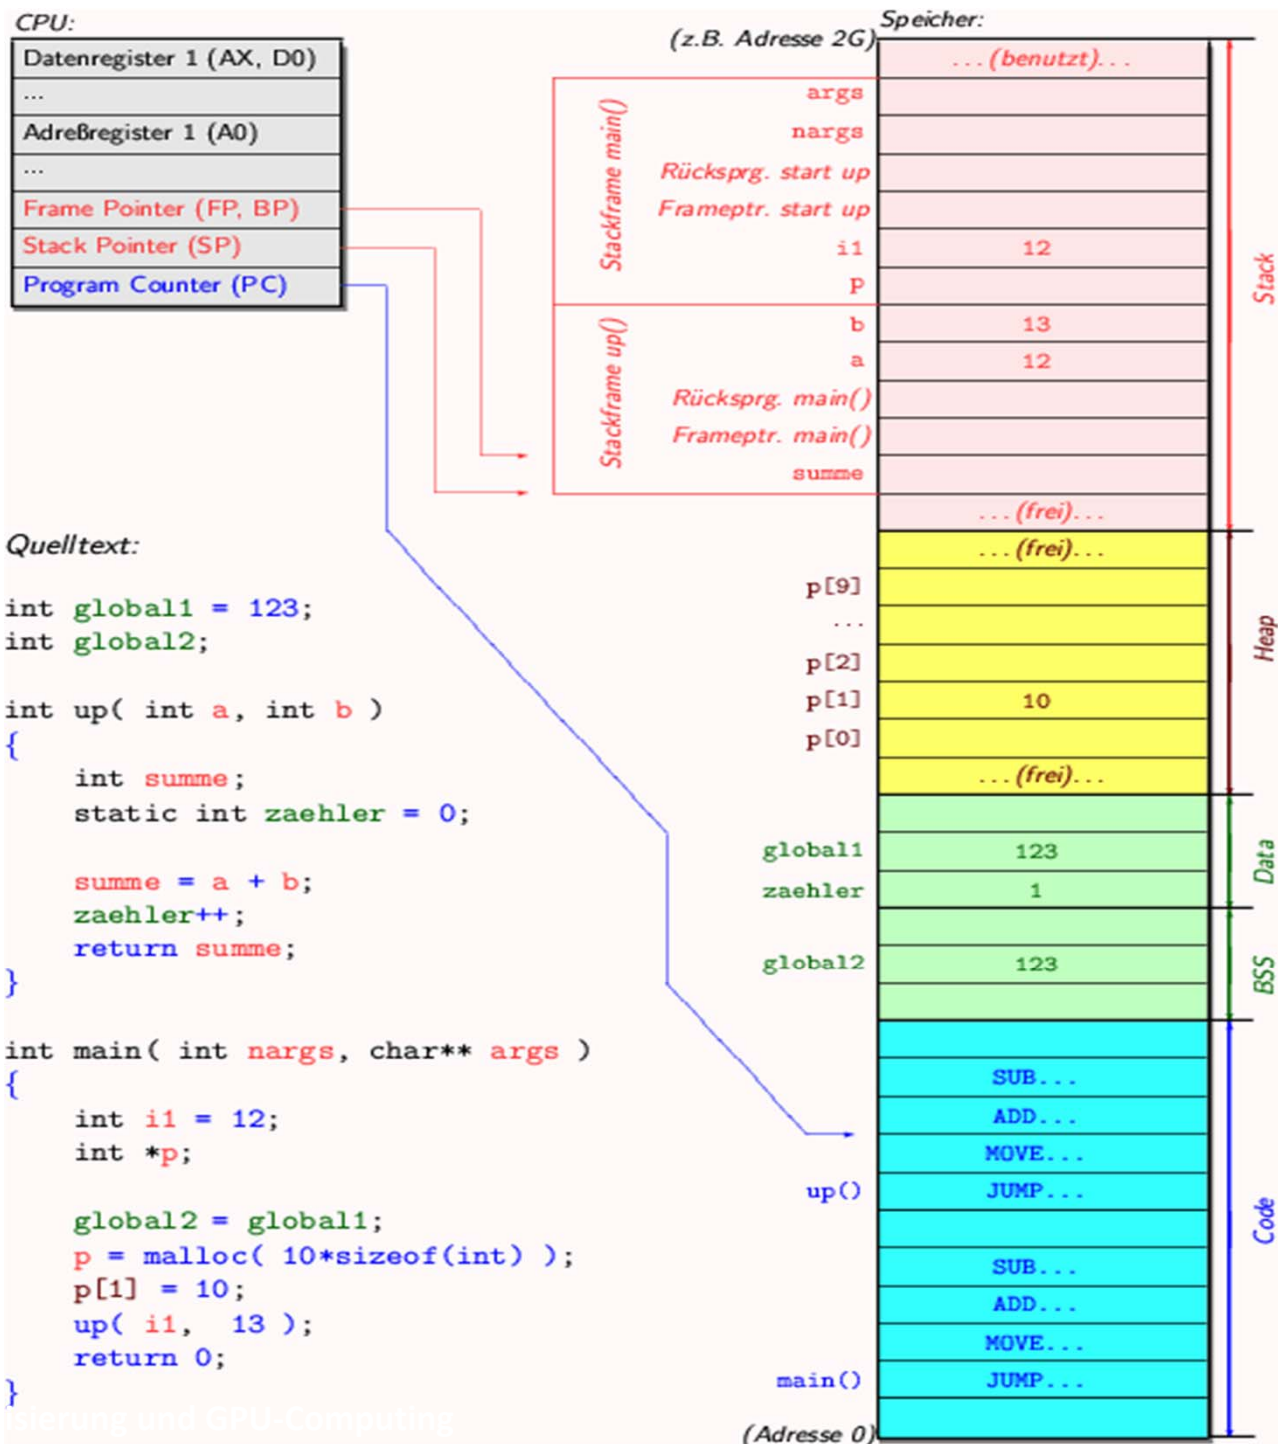 CPU:
Datenregister 1 (AX, D0)
...
Adreßregister 1 (A0)
...
Frame Pointer (FP, BP)
Stack Pointer (SP)
Program Counter (PC)
Quelltext:
int global1 = 123;
int global2;
int up( int a, int b )
{
int summe;
static int zaehler = 0;
summe = a + b;
zaehler++;
return summe;
}
int main( int nargs, char** args )
{
int i1 = 12;
int *p;
global2 = global1;
p = malloc( 10*sizeof(int) );
p[1] = 10;
up( i1, 13 );
return 0;
}
sierung und GPU-Computing
Speicher:
(z.B. Adresse 2G)
...(benutzt)...
Stackframe main()
args
nargs
Rücksprg. start up
Frameptr. start up
i1 12
p
Stackframe up()
b 13
a 12
Rücksprg. main()
Frameptr. main()
summe
...(frei)...
Stack
...(frei)...
p[9]
...
p[2]
p[1] 10
p[0]
...(frei)...
Heap
global1 123
zaehler 1
Data
global2 123
BSS
SUB...
ADD...
MOVE...
up() JUMP...
SUB...
ADD...
MOVE...
main() JUMP...
Code
(Adresse 0)